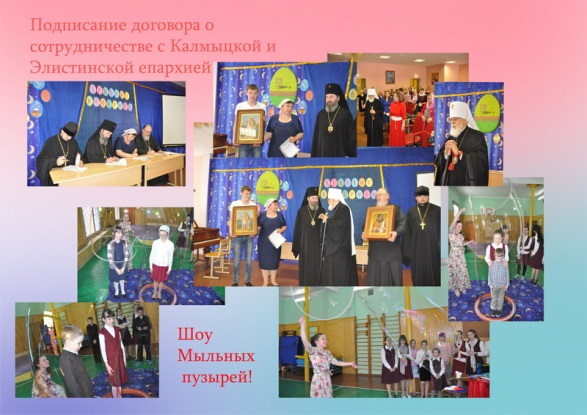 Подписание договора о
сотрудничестве с Калмыцкой и
Элистинской епархией
Шоу
Мыльных
пузырей!